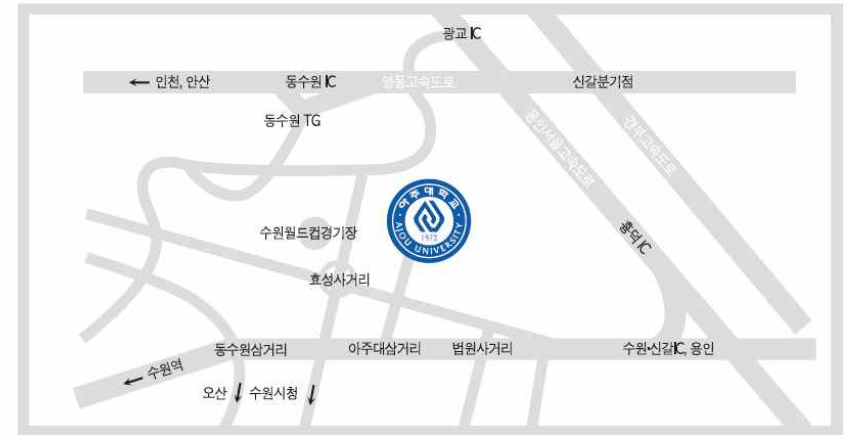 광교 IC
← 인천, 안산
동수원 IC
영동고속도로
신갈분기점
동수원 TG
용인서울고속도로
경부고속도로
아주대학교
1973
AJOU UNIVERSITY
수원월드컵경기장
흥덕 IC
효성사거리
동수원삼거리
아주대삼거리
법원사거리
수원·신갈IC, 용인
← 수원역
오산 ↓ 수원시청 ↓